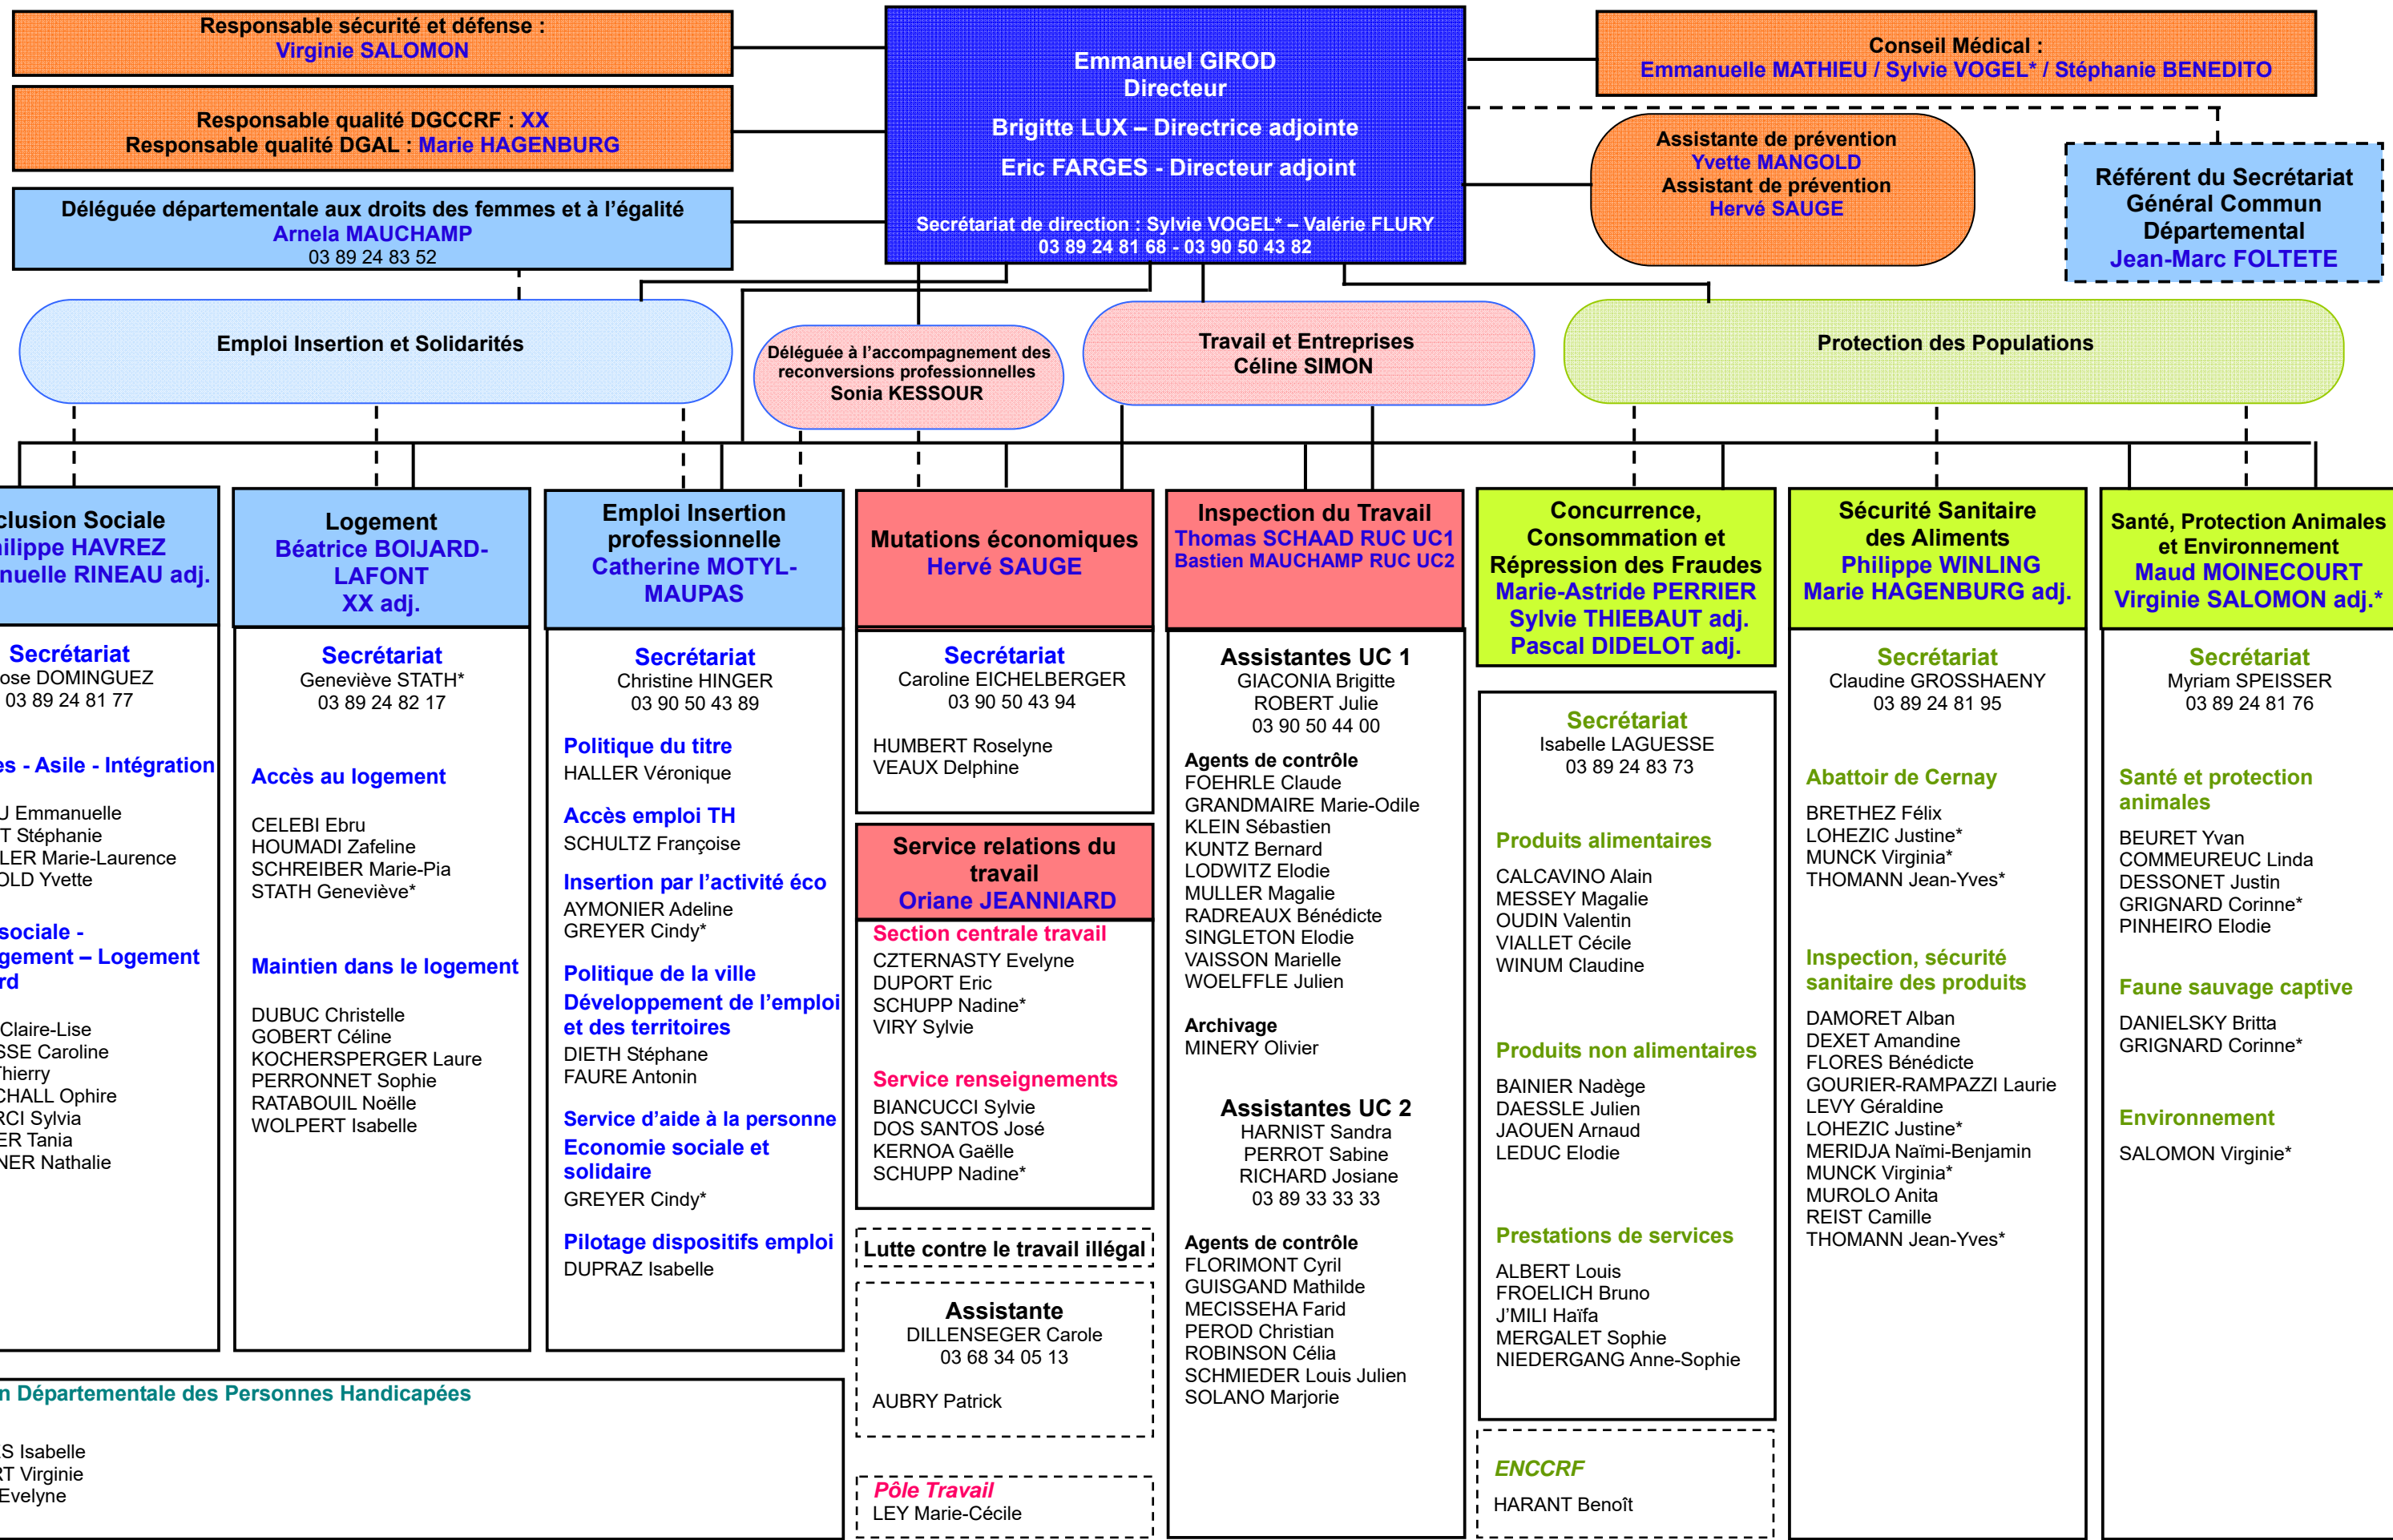 Responsable sécurité et défense :
Virginie SALOMON
Responsable qualité DGCCRF : XX
Responsable qualité DGAL : Marie HAGENBURG
Déléguée départementale aux droits des femmes et à l'égalité
Arnela MAUCHAMP
03 89 24 83 52
Emmanuel GIROD
Directeur
Brigitte LUX – Directrice adjointe
Eric FARGES - Directeur adjoint
Secrétariat de direction : Sylvie VOGEL* – Valérie FLURY
03 89 24 81 68 - 03 90 50 43 82
Conseil Médical :
Emmanuelle MATHIEU / Sylvie VOGEL* / Stéphanie BENEDITO
Assistante de prévention
Yvette MANGOLD
Assistant de prévention
Hervé SAUGE
Référent du Secrétariat
Général Commun
Départemental
Jean-Marc FOLTETE
Emploi Insertion et Solidarités
Déléguée à l'accompagnement des
reconversions professionnelles
Sonia KESSOUR
Travail et Entreprises
Céline SIMON
Protection des Populations
clusion Sociale
ilippe HAVREZ
nuelle RINEAU adj.
Secrétariat
ose DOMINGUEZ
03 89 24 81 77
es - Asile - Intégration
U Emmanuelle
T Stéphanie
LER Marie-Laurence
OLD Yvette
sociale -
gement – Logement
rd
Claire-Lise
SSE Caroline
Thierry
CHALL Ophire
RCI Sylvia
ER Tania
NER Nathalie
Logement
Béatrice BOIJARD-
LAFONT
XX adj.
Secrétariat
Geneviève STATH*
03 89 24 82 17
Accès au logement
CELEBI Ebru
HOUMADI Zafeline
SCHREIBER Marie-Pia
STATH Geneviève*
Maintien dans le logement
DUBUC Christelle
GOBERT Céline
KOCHERSPERGER Laure
PERRONNET Sophie
RATABOUIL Noëlle
WOLPERT Isabelle
Emploi Insertion
professionnelle
Catherine MOTYL-
MAUPAS
Secrétariat
Christine HINGER
03 90 50 43 89
Politique du titre
HALLER Véronique
Accès emploi TH
SCHULTZ Françoise
Insertion par l'activité éco
AYMONIER Adeline
GREYER Cindy*
Politique de la ville
Développement de l'emploi
et des territoires
DIETH Stéphane
FAURE Antonin
Service d'aide à la personne
Economie sociale et
solidaire
GREYER Cindy*
Pilotage dispositifs emploi
DUPRAZ Isabelle
n Départementale des Personnes Handicapées
S Isabelle
RT Virginie
Evelyne
Mutations économiques
Hervé SAUGE
Secrétariat
Caroline EICHELBERGER
03 90 50 43 94
HUMBERT Roselyne
VEAUX Delphine
Service relations du
travail
Oriane JEANNIARD
Section centrale travail
CZTERNASTY Evelyne
DUPORT Eric
SCHUPP Nadine*
VIRY Sylvie
Service renseignements
BIANCUCCI Sylvie
DOS SANTOS José
KERNOA Gaëlle
SCHUPP Nadine*
Lutte contre le travail illégal
Assistante
DILLENSEGER Carole
03 68 34 05 13
AUBRY Patrick
Pôle Travail
LEY Marie-Cécile
Inspection du Travail
Thomas SCHAAD RUC UC1
Bastien MAUCHAMP RUC UC2
Assistantes UC 1
GIACONIA Brigitte
ROBERT Julie
03 90 50 44 00
Agents de contrôle
FOEHRLE Claude
GRANDMAIRE Marie-Odile
KLEIN Sébastien
KUNTZ Bernard
LODWITZ Elodie
MULLER Magalie
RADREAUX Bénédicte
SINGLETON Elodie
VAISSON Marielle
WOELFFLE Julien
Archivage
MINERY Olivier
Assistantes UC 2
HARNIST Sandra
PERROT Sabine
RICHARD Josiane
03 89 33 33 33
Agents de contrôle
FLORIMONT Cyril
GUISGAND Mathilde
MECISSEHA Farid
PEROD Christian
ROBINSON Célia
SCHMIEDER Louis Julien
SOLANO Marjorie
Concurrence,
Consommation et
Répression des Fraudes
Marie-Astride PERRIER
Sylvie THIEBAUT adj.
Pascal DIDELOT adj.
Secrétariat
Isabelle LAGUESSE
03 89 24 83 73
Produits alimentaires
CALCAVINO Alain
MESSEY Magalie
OUDIN Valentin
VIALLET Cécile
WINUM Claudine
Produits non alimentaires
BAINIER Nadège
DAESSLE Julien
JAOUEN Arnaud
LEDUC Elodie
Prestations de services
ALBERT Louis
FROELICH Bruno
J'MILI Haïfa
MERGALET Sophie
NIEDERGANG Anne-Sophie
ENCCRF
HARANT Benoît
Sécurité Sanitaire
des Aliments
Philippe WINLING
Marie HAGENBURG adj.
Secrétariat
Claudine GROSSHAENY
03 89 24 81 95
Abattoir de Cernay
BRETHEZ Félix
LOHEZIC Justine*
MUNCK Virginia*
THOMANN Jean-Yves*
Inspection, sécurité
sanitaire des produits
DAMORET Alban
DEXET Amandine
FLORES Bénédicte
GOURIER-RAMPAZZI Laurie
LEVY Géraldine
LOHEZIC Justine*
MERIDJA Naïmi-Benjamin
MUNCK Virginia*
MUROLO Anita
REIST Camille
THOMANN Jean-Yves*
Santé, Protection Animales
et Environnement
Maud MOINECOURT
Virginie SALOMON adj.*
Secrétariat
Myriam SPEISSER
03 89 24 81 76
Santé et protection
animales
BEURET Yvan
COMMEUREUC Linda
DESSONET Justin
GRIGNARD Corinne*
PINHEIRO Elodie
Faune sauvage captive
DANIELSKY Britta
GRIGNARD Corinne*
Environnement
SALOMON Virginie*